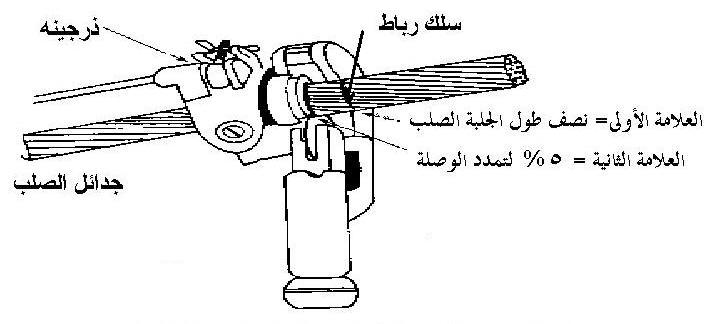 ذرجينه
سلك رباط
العلامة الأولى= نصف طول الجلبة الصلب
العلامة الثانية = ٥ % لتمدد الوصلة
جدائل الصلب